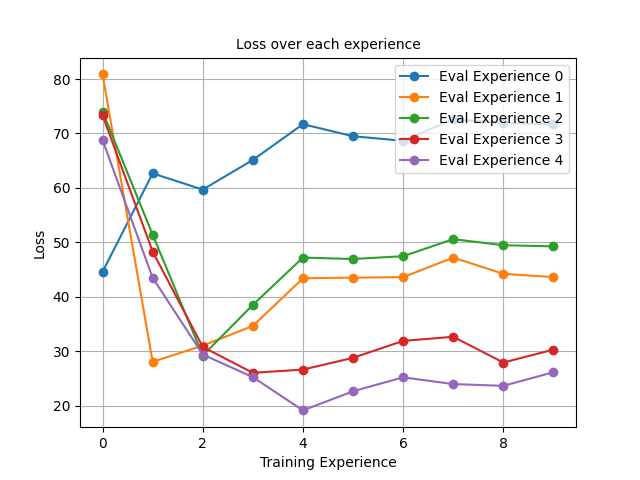 Loss over each experience
Eval Experience 0
Eval Experience 1
Eval Experience 2
Eval Experience 3
Eval Experience 4
80
70
60
50
40
30
20
Loss
0 2 4 6 8
Training Experience